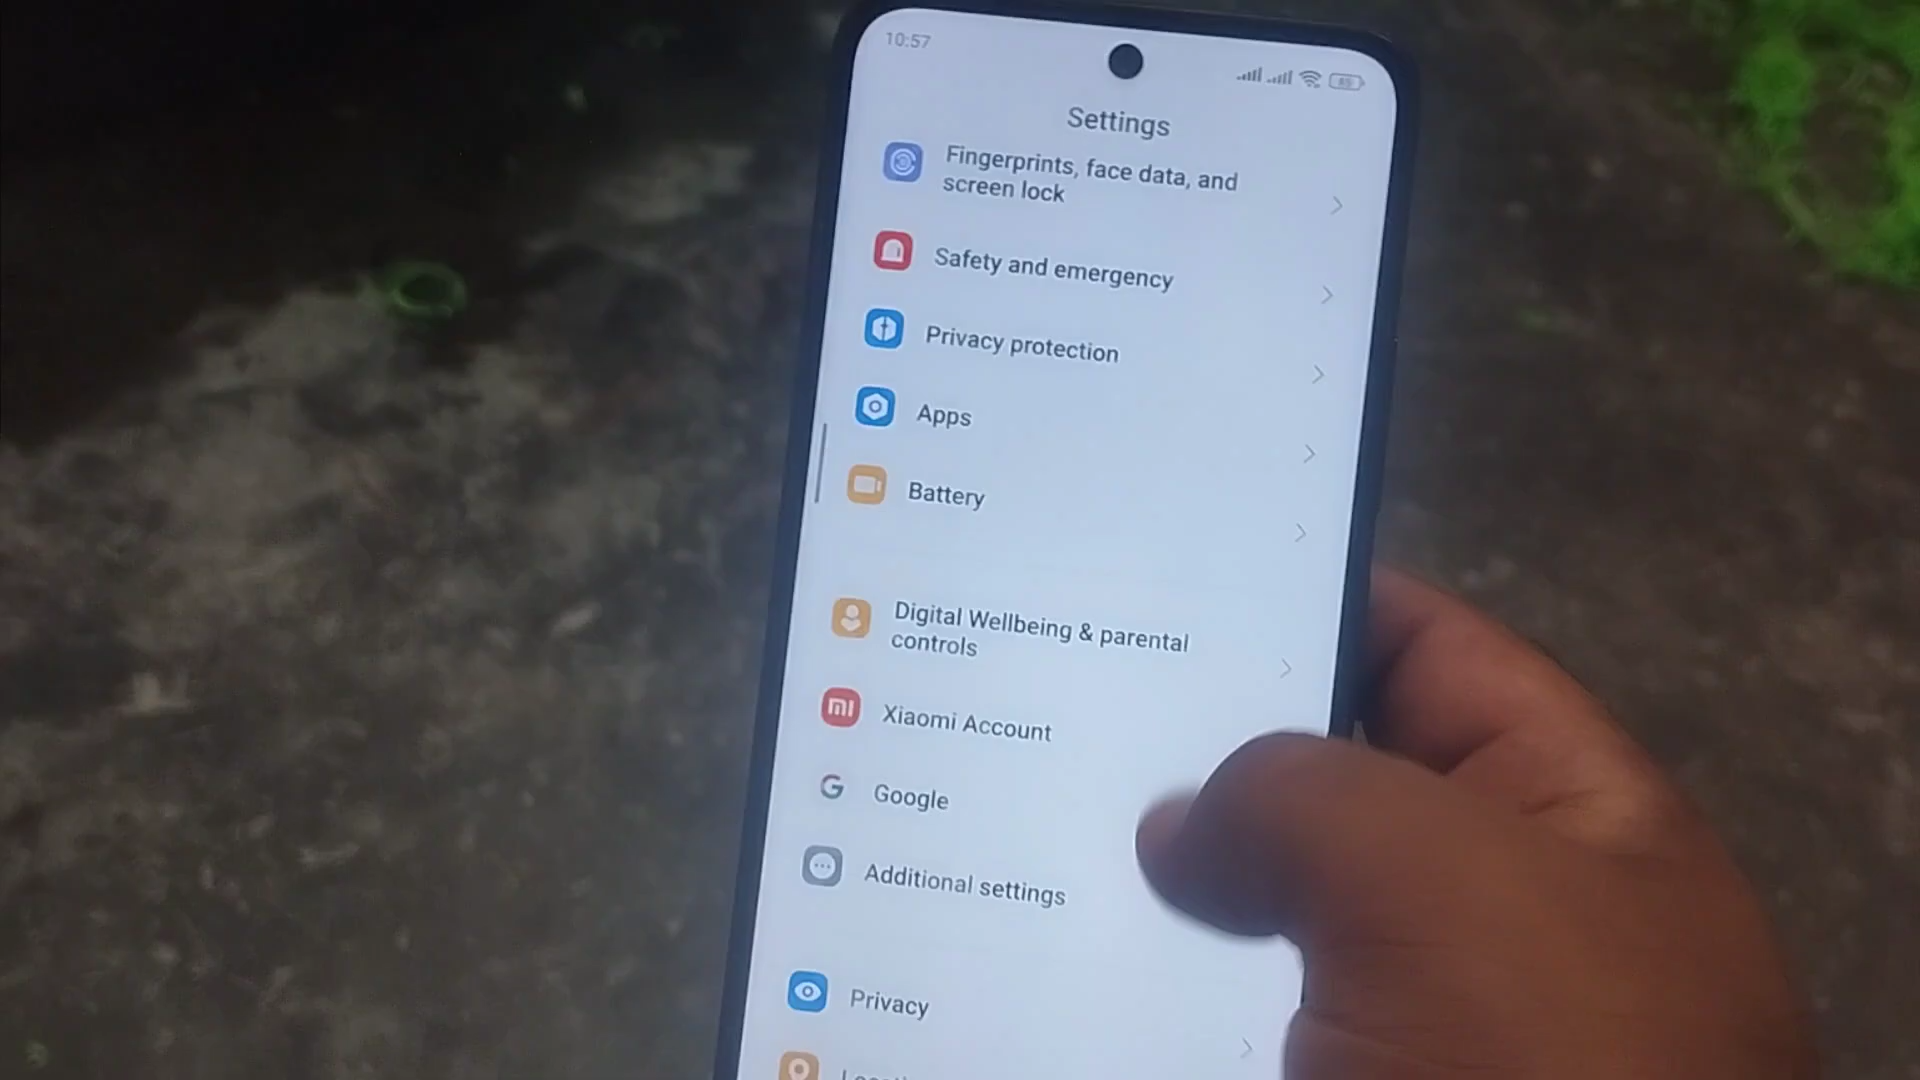 10:57
Settings
Fingerprints, face data, and
screen lock
Safety and emergency
Privacy protection
Apps
Battery
Digital Wellbeing & parental
controls
mi
Xiaomi Account
G
Google
Additional settings
Privacy